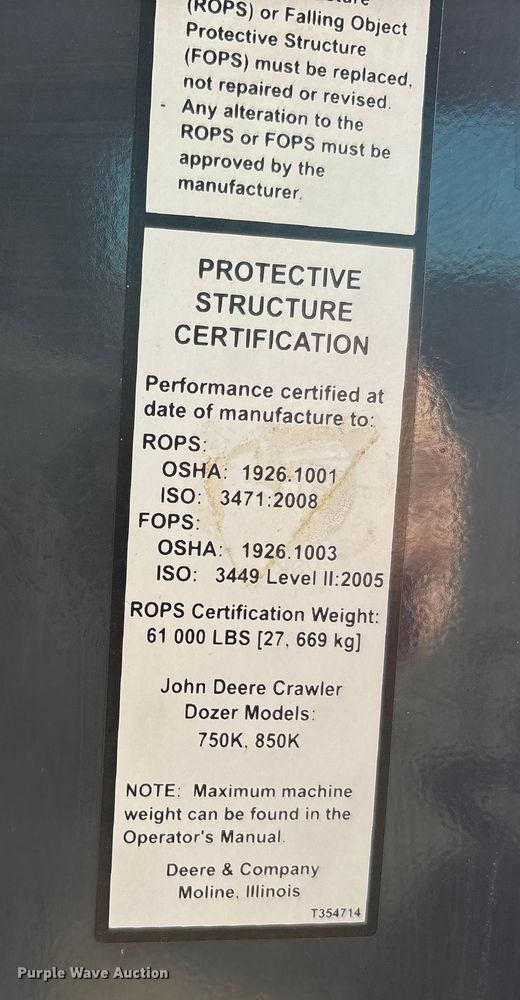 (ROPS) or Falling Object
Protective Structure
(FOPS) must be replaced,
not repaired or revised.
- Any alteration to the
ROPS or FOPS must be
approved by the
manufacturer.
PROTECTIVE
STRUCTURE
CERTIFICATION
Performance certified at
date of manufacture to:
ROPS:
OSHA: 1926.1001
ISO: 3471:2008
FOPS:
OSHA: 1926.1003
ISO: 3449 Level II:2005
ROPS Certification Weight:
61 000 LBS [27, 669 kg]
John Deere Crawler
Dozer Models:
750K, 850K
NOTE: Maximum machine
weight can be found in the
Operator's Manual.
Deere & Company
Moline, Illinois
T354714
Purple Wave Auction